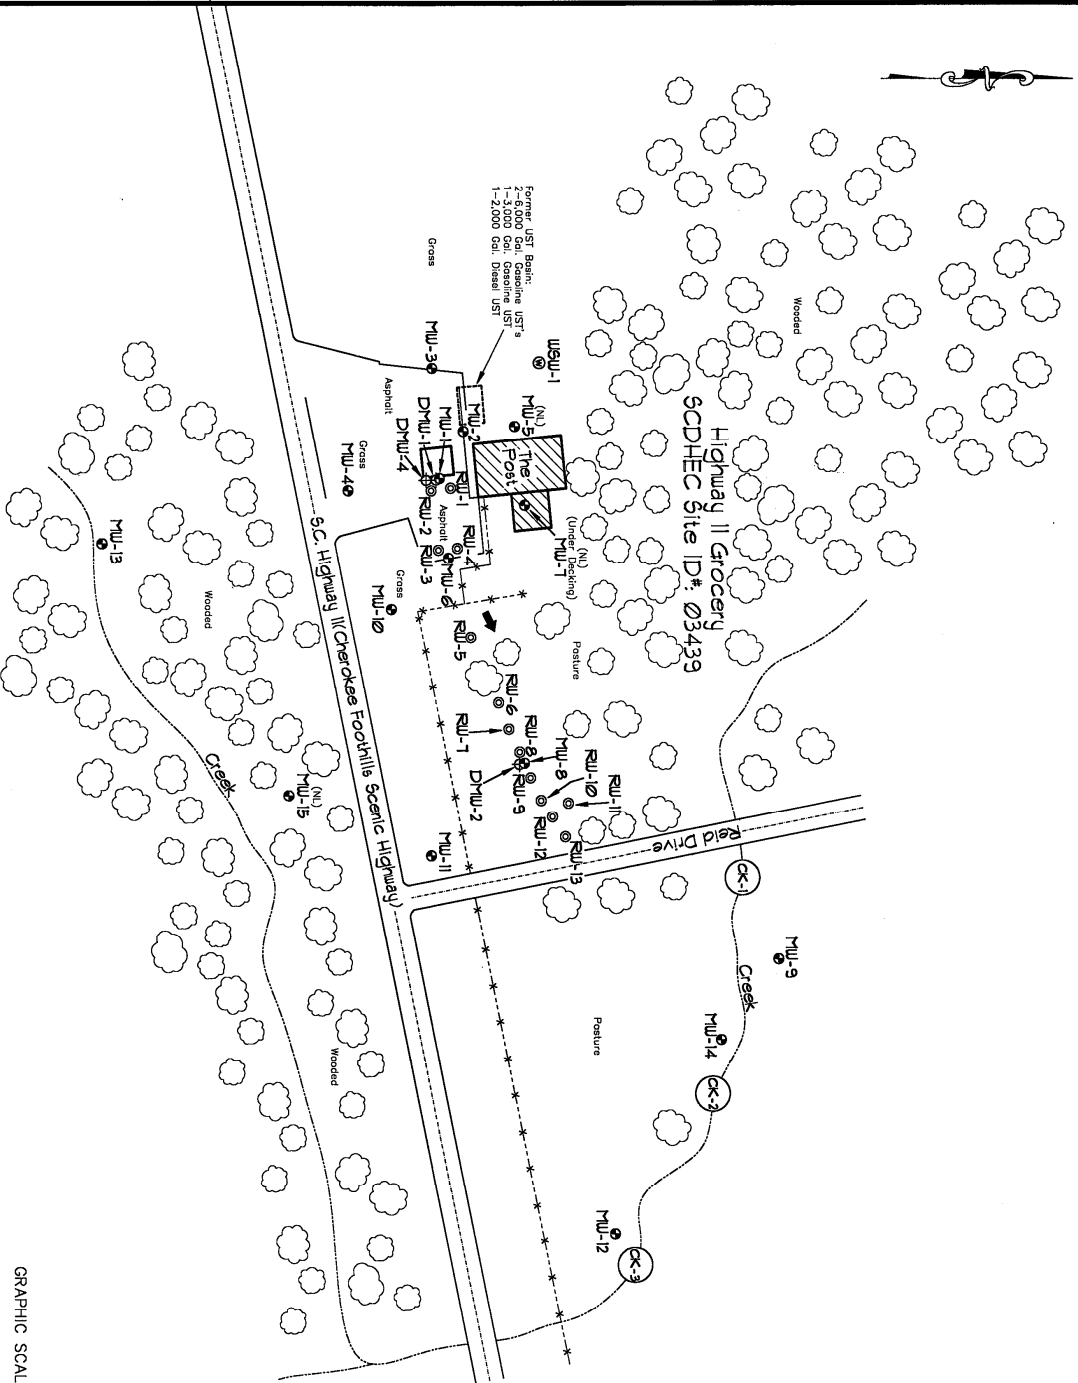 Highway 11 Grocery
SCDHEC Site ID#: 03439
Former UST Basin:
2-6,000 Gal. Gasoline UST's
1-3,000 Gal. Gasoline UST
1-2,000 Gal. Diesel UST
Wooded
Grass
WSW-1
MW-3
(NL)
MW-5
MW-2
The
Post
Asphalt
MW-1
DMW-1
DMW-4
RW-1
RW-2
Grass
MW-4
Asphalt
RW-4
RW-3
MW-6
(NL)
(Under Decking)
MW-7
Grass
MW-10
RW-5
Pasture
RW-6
RW-7
RW-8
MW-8
RW-9
DMW-2
RW-10
RW-11
RW-12
RW-13
MW-11
Reid Drive
S.C. Highway 11(Cherokee Foothills Scenic Highway)
MW-13
Wooded
Creek
(NL)
MW-15
Wooded
CK-1
MW-9
Creek
MW-14
CK-2
Pasture
MW-12
CK-3
GRAPHIC SCAL